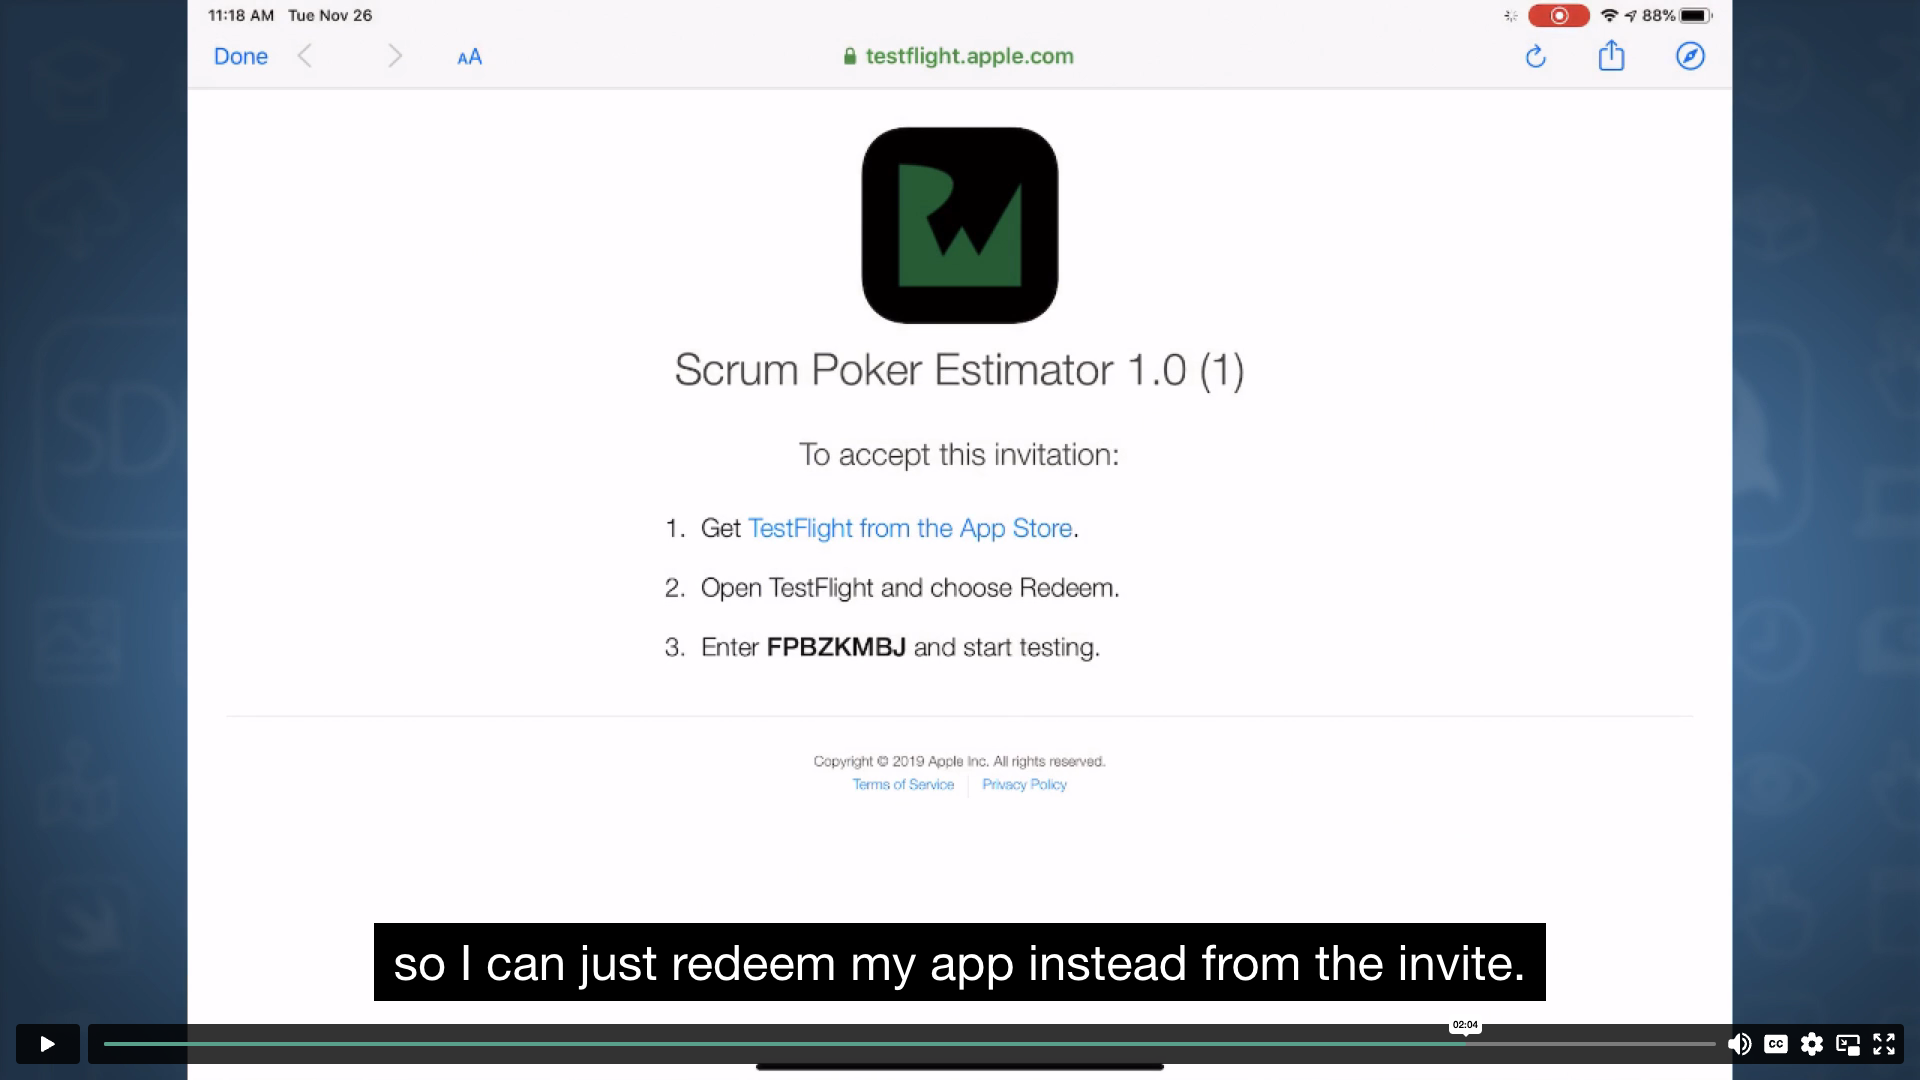 11:18 AM Tue Nov 26
88%
Done
AA
testflight.apple.com
RW
Scrum Poker Estimator 1.0 (1)
To accept this invitation:
1. Get TestFlight from the App Store.
2. Open TestFlight and choose Redeem.
3. Enter FPBZKMBJ and start testing.
Copyright © 2019 Apple Inc. All rights reserved.
Terms of Service
Privacy Policy
SD
so I can just redeem my app instead from the invite.
02:04
CC